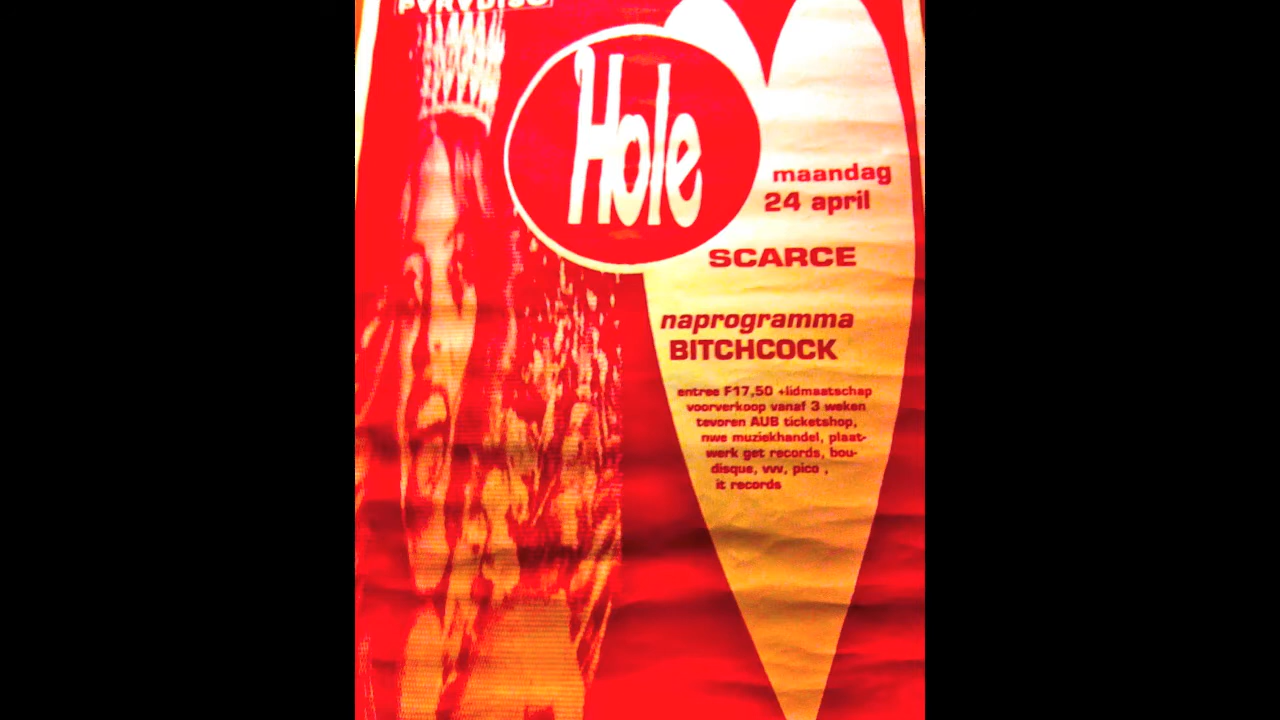 PARADISO
Hole
maandag
24 april
SCARCE
naprogramma
BITCHCOCK
entree F17,50 +lidmaatschap
voorverkoop vanaf 3 weken
tevoren AUB ticketshop,
nwe muziekhandel, plaat-
werk get records, bou-
disque, vvv, pico ,
it records